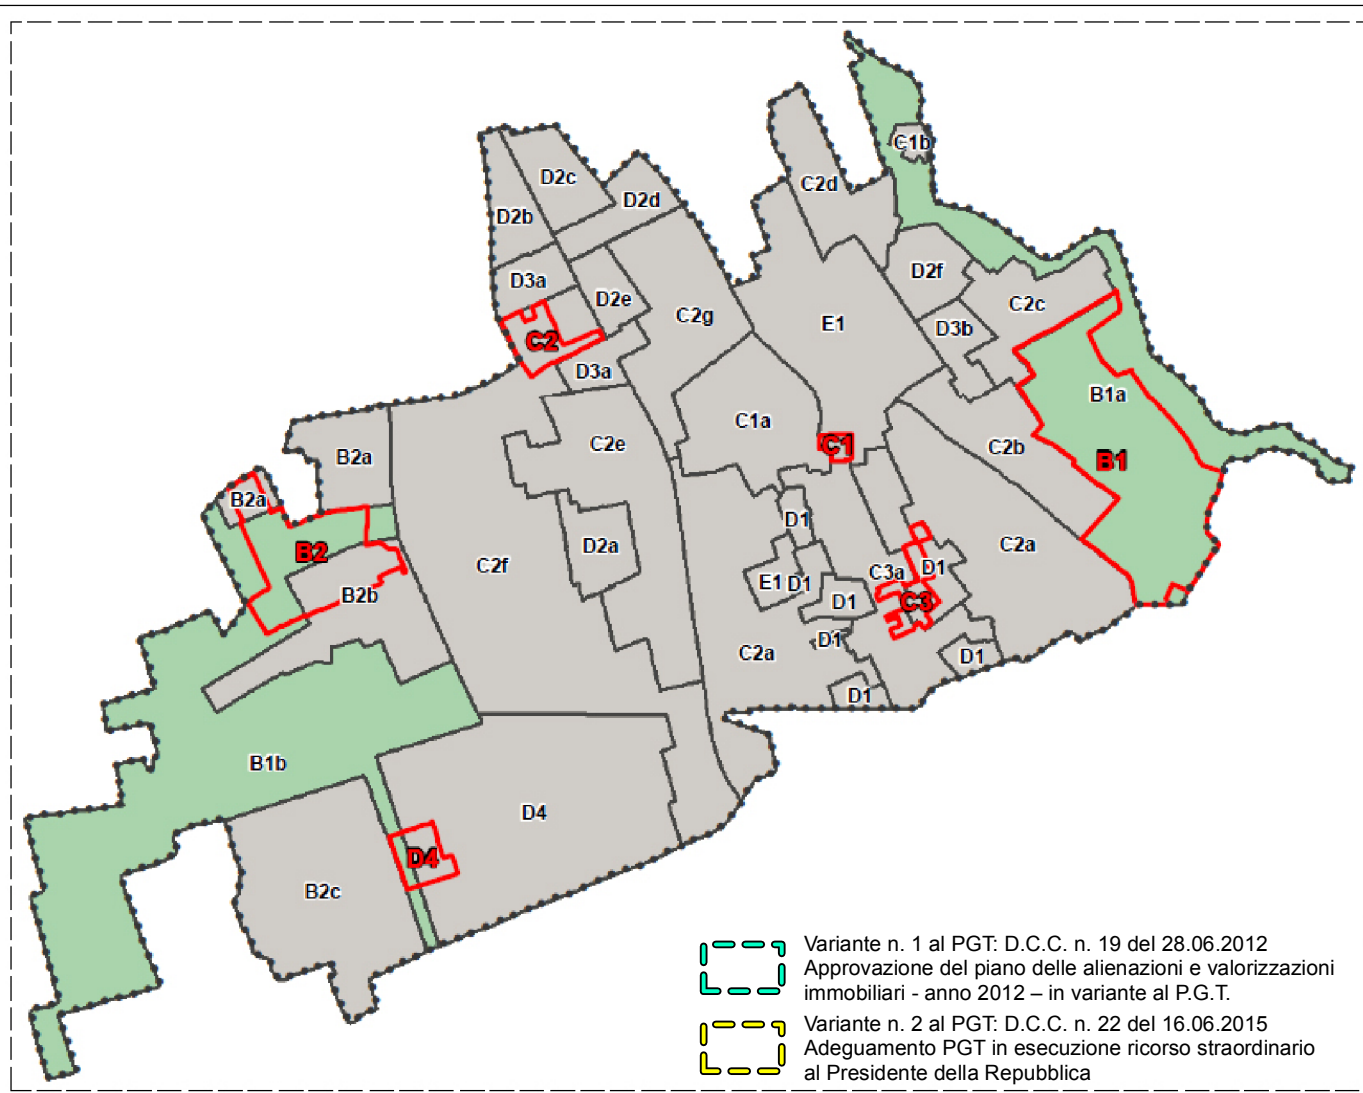 C1b
D2c
C2d
D2d
D2b
D2f
D3a
D2e
C2c
C2g
E1
D3b
C2
D3a
B1a
C1a
C2e
C1
C2b
B2a
B1
B2a
D1
B2
D2a
C2a
C2f
C3a
D1
E1
D1
B2b
D1
C3
D1
C2a
D1
D1
B1b
D4
D4
B2c
Variante n. 1 al PGT: D.C.C. n. 19 del 28.06.2012
Approvazione del piano delle alienazioni e valorizzazioni
immobiliari - anno 2012 – in variante al P.G.T.
Variante n. 2 al PGT: D.C.C. n. 22 del 16.06.2015
Adeguamento PGT in esecuzione ricorso straordinario
al Presidente della Repubblica